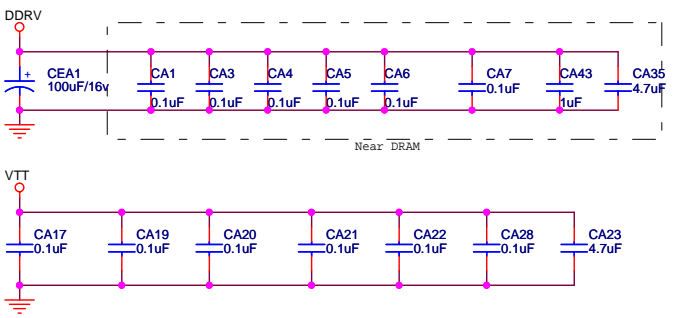 DDRV
CEA1
100uF/16v
CA1
0.1uF
CA3
0.1uF
CA4
0.1uF
CA5
0.1uF
CA6
0.1uF
CA7
0.1uF
CA43
1uF
CA35
4.7uF
Near DRAM
VTT
CA17
0.1uF
CA19
0.1uF
CA20
0.1uF
CA21
0.1uF
CA22
0.1uF
CA28
0.1uF
CA23
4.7uF